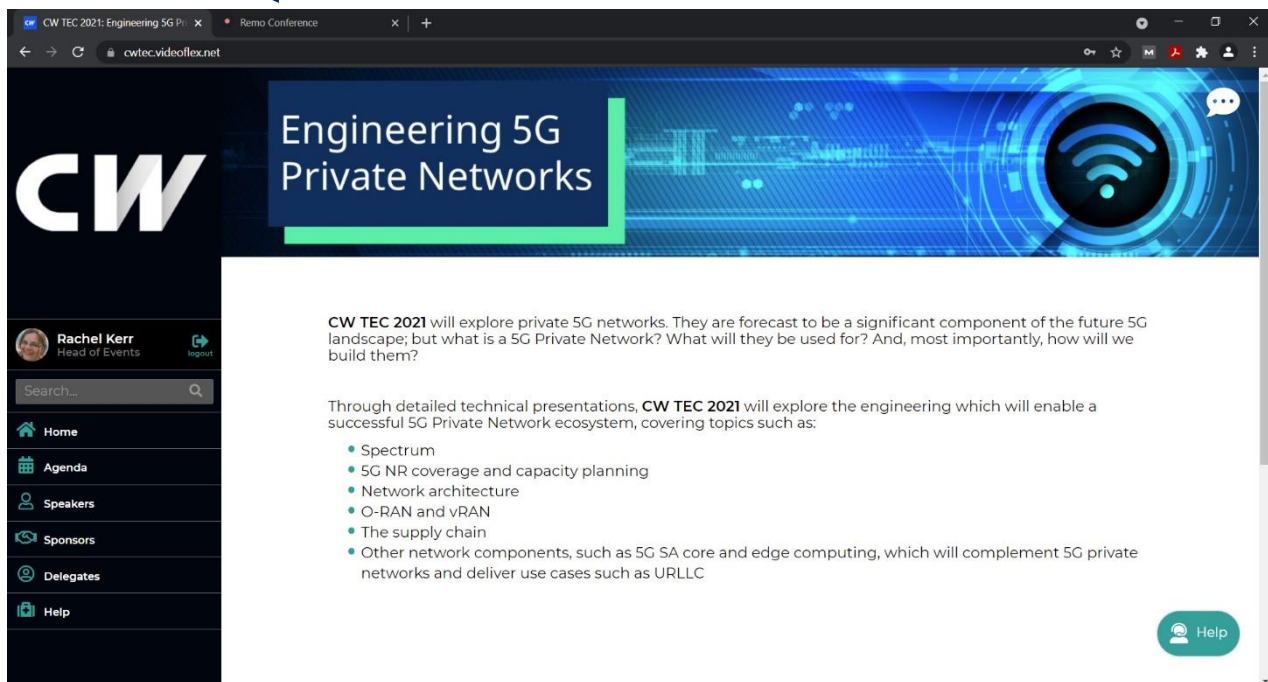 CW TEC 2021: Engineering 5G Pri
Remo Conference
cwtec.videoflex.net
Engineering 5G
Private Networks
CW
Rachel Kerr
Head of Events
logout
Search...
Home
Agenda
Speakers
Sponsors
Delegates
Help
CW TEC 2021 will explore private 5G networks. They are forecast to be a significant component of the future 5G
landscape; but what is a 5G Private Network? What will they be used for? And, most importantly, how will we
build them?
Through detailed technical presentations, CW TEC 2021 will explore the engineering which will enable a
successful 5G Private Network ecosystem, covering topics such as:
Spectrum
5G NR coverage and capacity planning
Network architecture
O-RAN and vRAN
The supply chain
Other network components, such as 5G SA core and edge computing, which will complement 5G private
networks and deliver use cases such as URLLC
Help